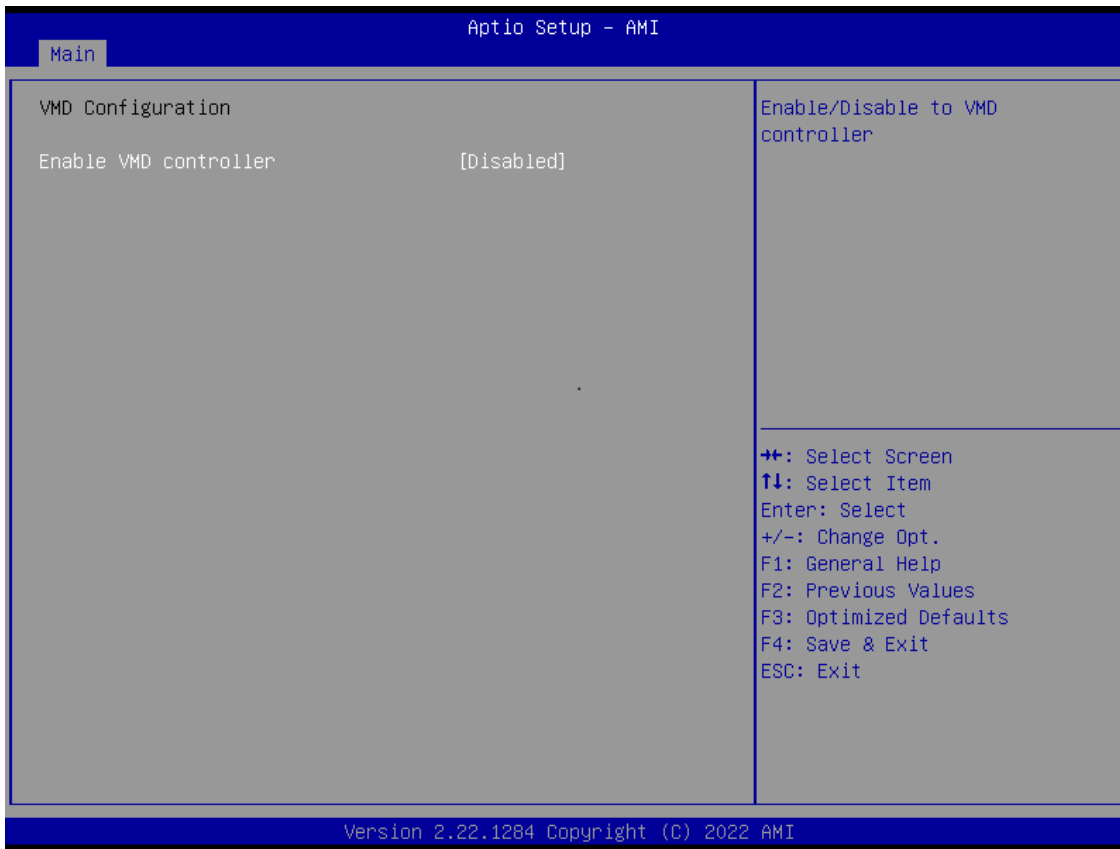 Aptio Setup – AMI
Main
VMD Configuration
Enable VMD controller [Disabled]
Enable/Disable to VMD
controller
→←: Select Screen
↑↓: Select Item
Enter: Select
+/-: Change Opt.
F1: General Help
F2: Previous Values
F3: Optimized Defaults
F4: Save & Exit
ESC: Exit
Version 2.22.1284 Copyright (C) 2022 AMI